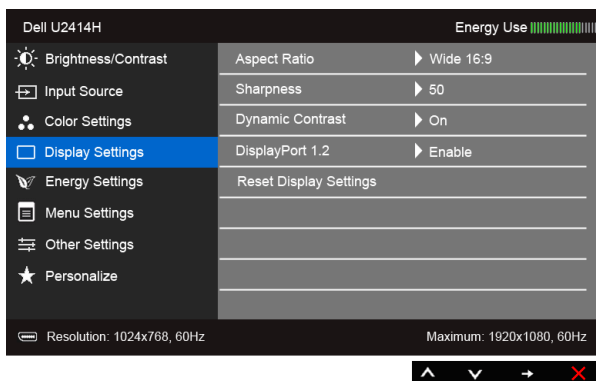 Dell U2414H Energy Use
Brightness/Contrast Aspect Ratio Wide 16:9
Input Source Sharpness 50
Color Settings Dynamic Contrast On
Display Settings DisplayPort 1.2 Enable
Energy Settings Reset Display Settings
Menu Settings
Other Settings
Personalize
Resolution: 1024x768, 60Hz Maximum: 1920x1080, 60Hz